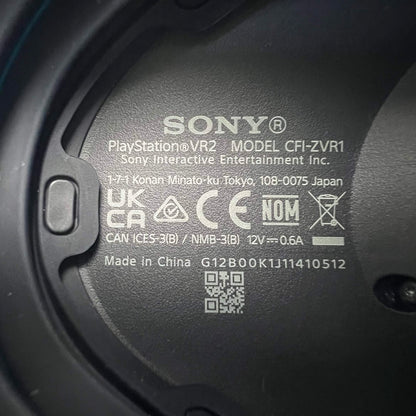 SONY®
PlayStation®VR2 MODEL CFI-ZVR1
Sony Interactive Entertainment Inc.
1-7-1 Konan Minato-ku Tokyo, 108-0075 Japan
UK CA CE NOM
CAN ICES-3(B) / NMB-3(B) 12V⎓0.6A
Made in China G12B00K1J11410512